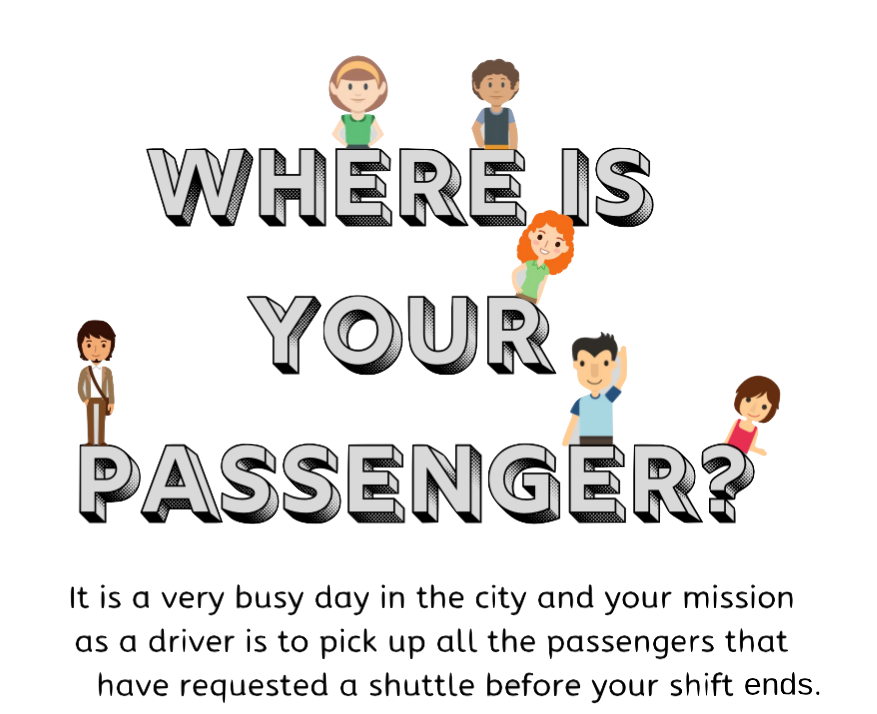 WHERE IS
YOUR
PASSENGER?
It is a very busy day in the city and your mission
as a driver is to pick up all the passengers that
have requested a shuttle before your shift ends.